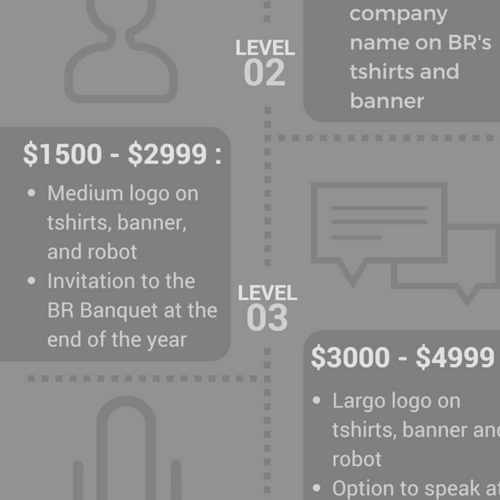 company
name on BR's
tshirts and
banner
LEVEL
02
$1500 - $2999 :
• Medium logo on
tshirts, banner,
and robot
• Invitation to the
BR Banquet at the
end of the year
LEVEL
03
$3000 - $4999
• Largo logo on
tshirts, banner and
robot
• Option to speak at